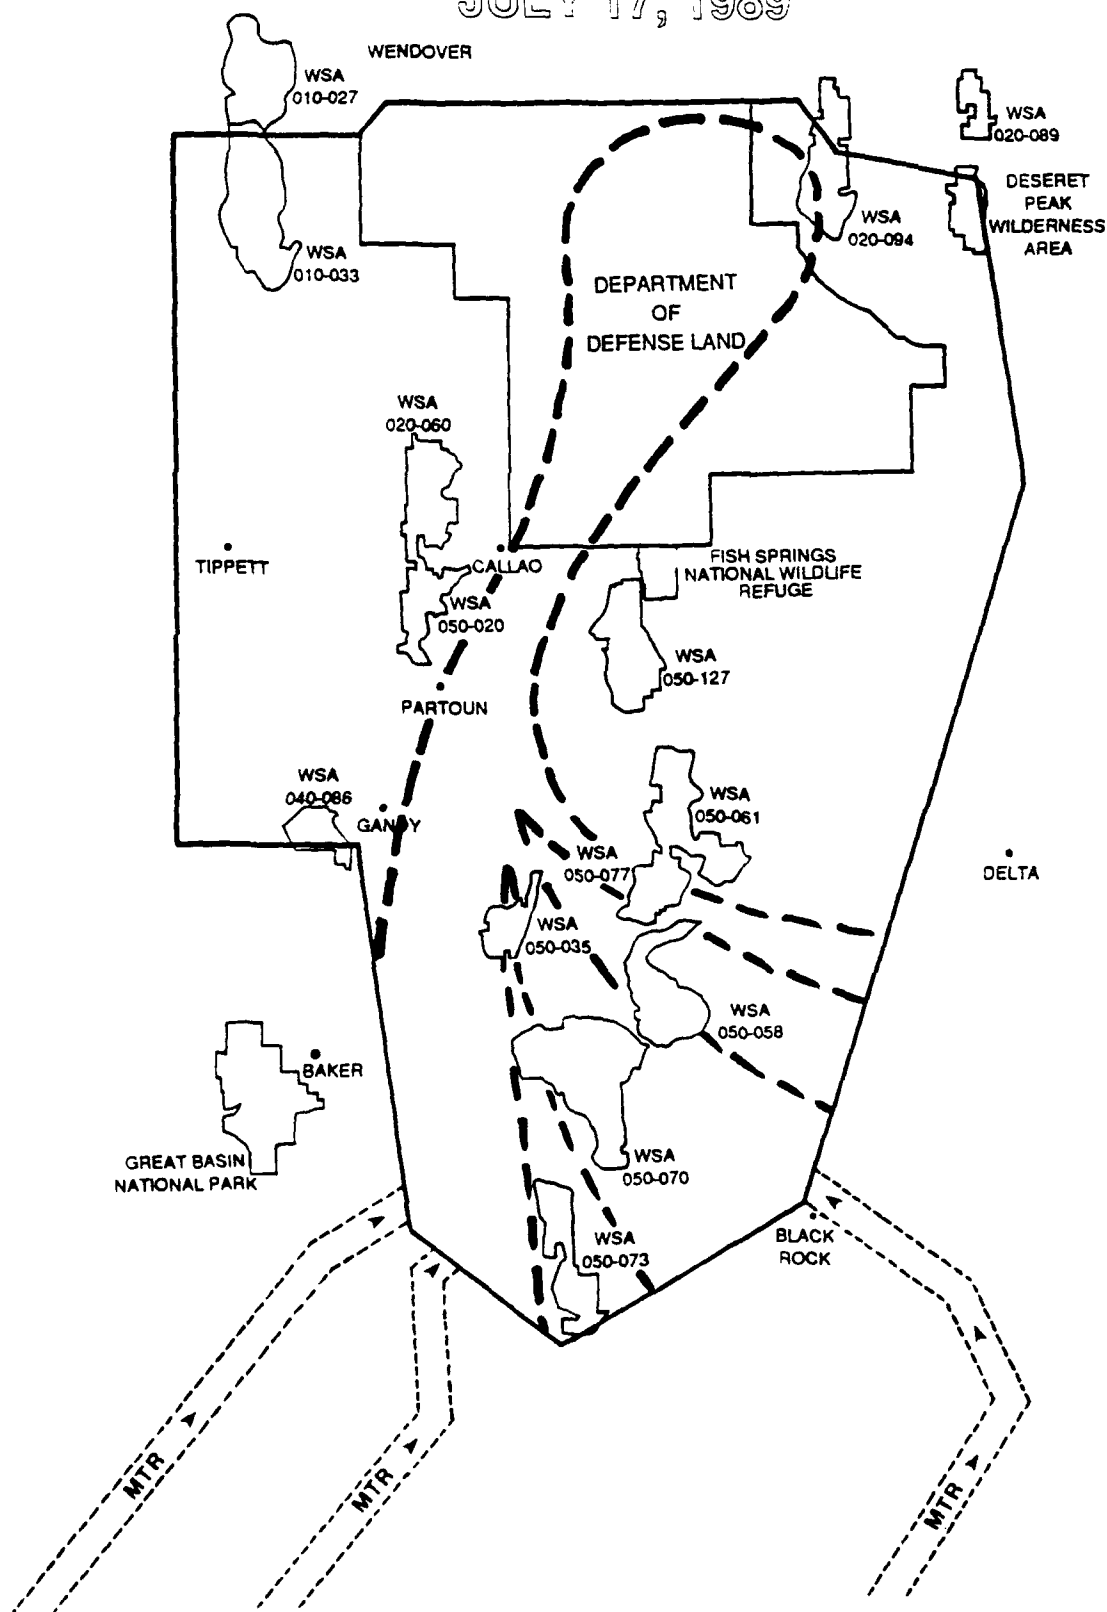 JULY 17, 1989
WENDOVER
WSA
010-027
WSA
020-089
DESERET
PEAK
WILDERNESS
AREA
WSA
020-094
WSA
010-033
DEPARTMENT
OF
DEFENSE LAND
WSA
020-060
TIPPETT
CALLAO
FISH SPRINGS
NATIONAL WILDLIFE
REFUGE
WSA
050-020
WSA
050-127
PARTOUN
WSA
040-086
GANDY
WSA
050-061
WSA
050-077
DELTA
WSA
050-035
WSA
050-058
BAKER
GREAT BASIN
NATIONAL PARK
WSA
050-070
WSA
050-073
BLACK
ROCK
MTR
MTR
MTR